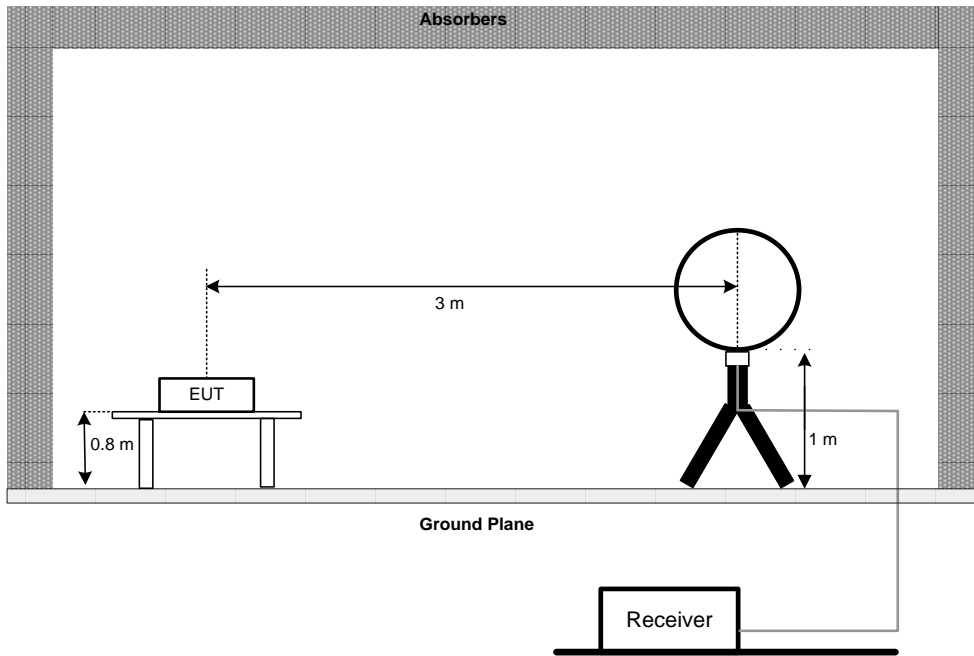 Absorbers
3 m
EUT
0.8 m
1 m
Ground Plane
Receiver